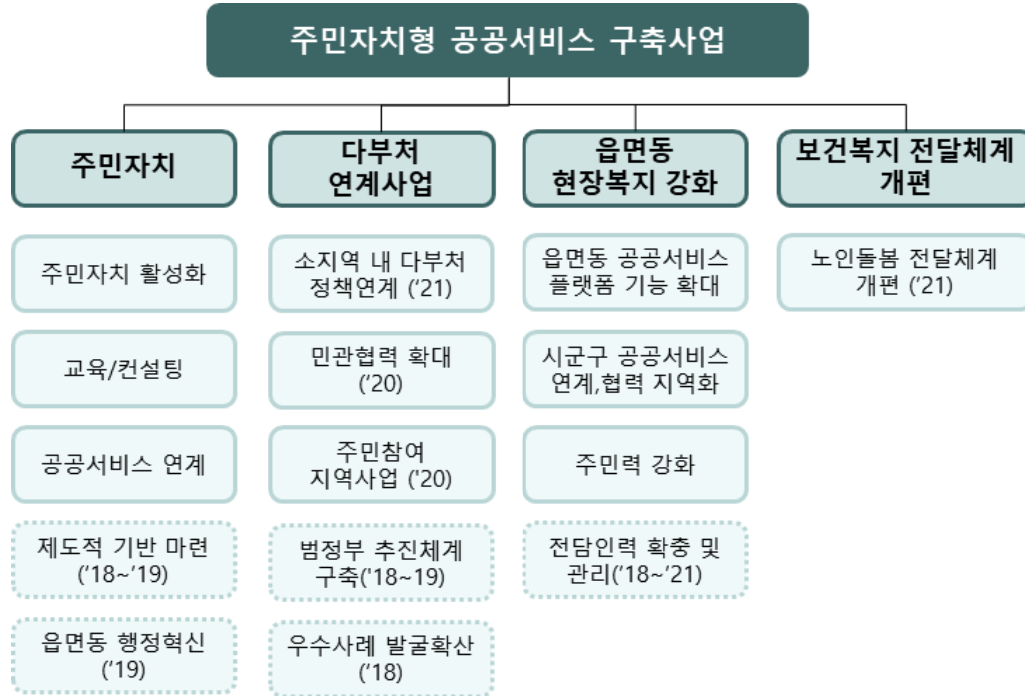 주민자치형 공공서비스 구축사업
주민자치
다부처
연계사업
읍면동
현장복지 강화
보건복지 전달체계
개편
주민자치 활성화
소지역 내 다부처
정책연계 (‘21)
읍면동 공공서비스
플랫폼 기능 확대
노인돌봄 전달체계
개편 (‘21)
교육/컨설팅
민관협력 확대
(‘20)
시군구 공공서비스
연계,협력 지역화
공공서비스 연계
주민참여
지역사업 ('20)
주민력 강화
제도적 기반 마련
(‘18~‘19)
범정부 추진체계
구축('18~19)
전담인력 확충 및
관리(‘18~’21)
읍면동 행정혁신
(‘19)
우수사례 발굴확산
(‘18)